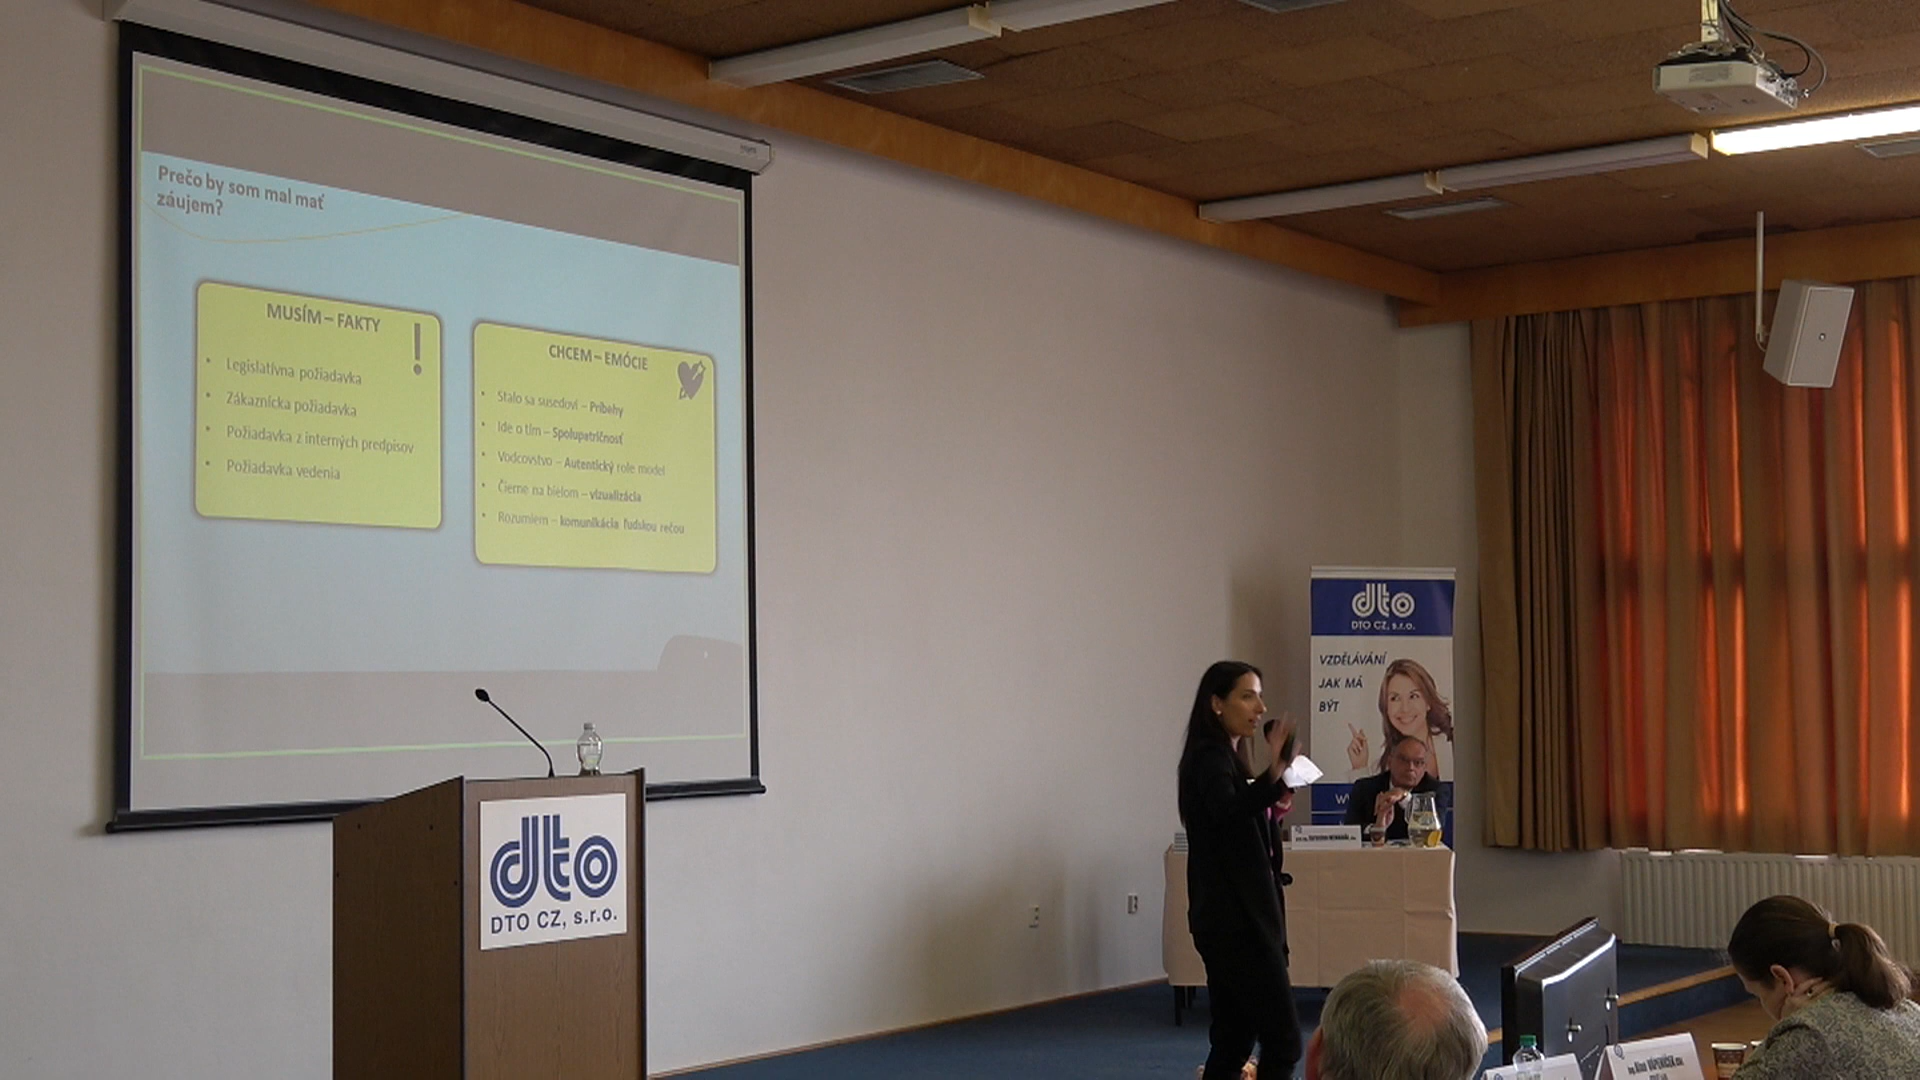 Prečo by som mal mať
záujem?
MUSÍM – FAKTY
!
• Legislatívna požiadavka
• Zákaznícka požiadavka
• Požiadavka z interných predpisov
• Požiadavka vedenia
CHCEM – EMÓCIE
• Stalo sa susedovi – Príbehy
• Ide o tím – Spolupatričnosť
• Vodcovstvo – Autentický role model
• Čierne na bielom – vizualizácia
• Rozumiem – komunikácia ľudskou rečou
dto
DTO CZ, s.r.o.
VZDĚLÁVÁNÍ
JAK MÁ
BÝT
dto
DTO CZ, s.r.o.